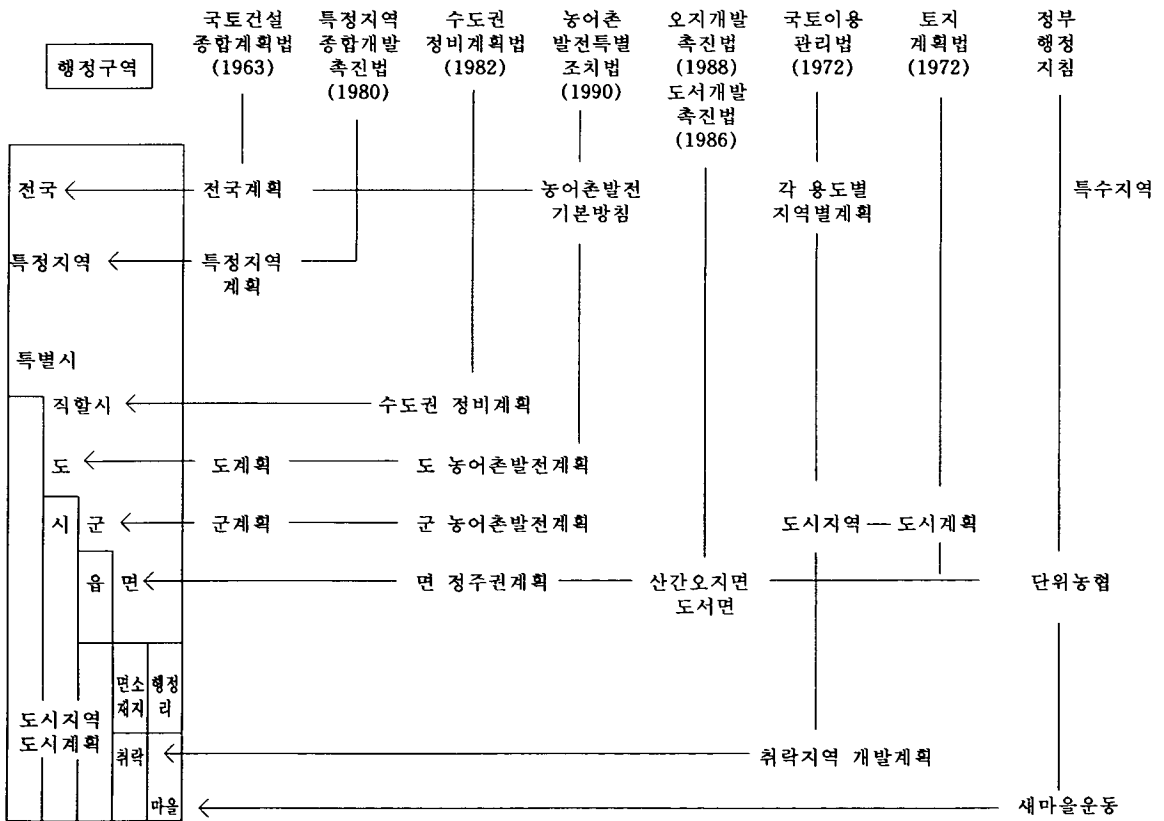 행정구역
국토건설
종합계획법
(1963)
특정지역
종합개발
촉진법
(1980)
수도권
정비계획법
(1982)
농어촌
발전특별
조치법
(1990)
오지개발
촉진법
(1988)
도서개발
촉진법
(1986)
국토이용
관리법
(1972)
토지
계획법
(1972)
정부
행정
지침
전국
전국계획
농어촌발전
기본방침
각 용도별
지역별계획
특수지역
특정지역
특정지역
계획
특별시
직할시
수도권 정비계획
도
도계획
도 농어촌발전계획
시
군
군계획
군 농어촌발전계획
도시지역
도시계획
읍
면
면 정주권계획
산간오지면
도서면
단위농협
면소
재지
행정
리
도시지역
도시계획
취락
취락지역 개발계획
마을
새마을운동